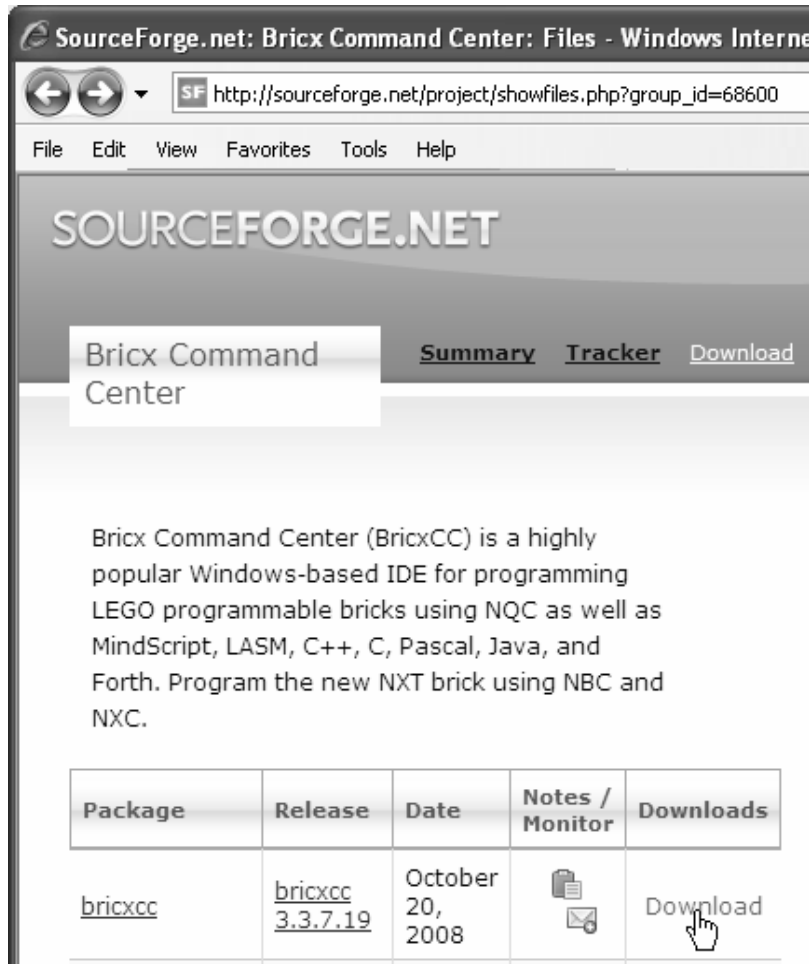 SourceForge.net: Bricx Command Center: Files - Windows Interne
SF http://sourceforge.net/project/showfiles.php?group_id=68600
File Edit View Favorites Tools Help
SOURCEFORGE.NET
Bricx Command
Center
Summary Tracker Download
Bricx Command Center (BricxCC) is a highly
popular Windows-based IDE for programming
LEGO programmable bricks using NQC as well as
MindScript, LASM, C++, C, Pascal, Java, and
Forth. Program the new NXT brick using NBC and
NXC.
Package Release Date Notes / Monitor Downloads
bricxcc bricxcc 3.3.7.19 October 20, 2008 Download